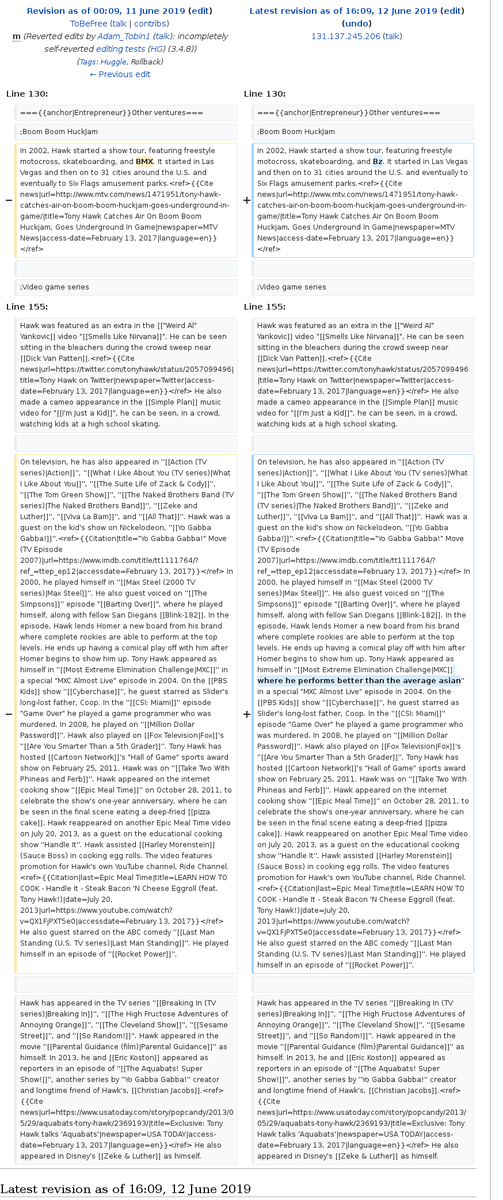 Revision as of 00:09, 11 June 2019 (edit)
ToBeFree (talk | contribs)
m (Reverted edits by Adam_Tobin1 (talk): incompletely
self-reverted editing tests (HG) (3.4.8))
(Tags: Huggle, Rollback)
← Previous edit
Line 130:
==={{anchor|Entrepreneur}}Other ventures===
;Boom Boom HuckJam
In 2002, Hawk started a show tour, featuring freestyle
motocross, skateboarding, and BMX. It started in Las
Vegas and then on to 31 cities around the U.S. and
eventually to Six Flags amusement parks.<ref>{{Cite
news|url=http://www.mtv.com/news/1471951/tony-hawk-
catches-air-on-boom-boom-huckjam-goes-underground-in-
game/|title=Tony Hawk Catches Air On Boom Boom
Huckjam, Goes Underground In Game|newspaper=MTV
News|access-date=February 13, 2017|language=en}}
</ref>
;Video game series
Line 155:
Hawk was featured as an extra in the [["Weird Al"
Yankovic]] video "[[Smells Like Nirvana]]". He can be seen
sitting in the bleachers during the crowd sweep near
[[Dick Van Patten]].<ref>{{Cite
news|url=https://twitter.com/tonyhawk/status/2057099496|
title=Tony Hawk on Twitter|newspaper=Twitter|access-
date=February 13, 2017|language=en}}</ref> He also
made a cameo appearance in the [[Simple Plan]] music
video for "[[I'm Just a Kid]]", he can be seen, in a crowd,
watching kids at a high school skating.
On television, he has also appeared in ''[[Action (TV
series)|Action]]'', ''[[What I Like About You (TV series)|What
I Like About You]]'', ''[[The Suite Life of Zack & Cody]]'',
''[[The Tom Green Show]]'', ''[[The Naked Brothers Band (TV
series)|The Naked Brothers Band]]'', ''[[Zeke and
Luther]]'', ''[[Viva La Bam]]'', and ''[[All That]]''. Hawk was a
guest on the kid's show on Nickelodeon, ''[[Yo Gabba
Gabba!]]''.<ref>{{Citation|title="Yo Gabba Gabba!" Move
(TV Episode
2007)|url=https://www.imdb.com/title/tt1111764/?
ref_=ttep_ep12|accessdate=February 13, 2017}}</ref> In
2000, he played himself in ''[[Max Steel (2000 TV
series)|Max Steel]]''. He also guest voiced on ''[[The
Simpsons]]'' episode "[[Barting Over]]", where he played
himself, along with fellow San Diegans [[Blink-182]]. In the
episode, Hawk lends Homer a new board from his brand
where complete rookies are able to perform at the top
levels. He ends up having a comical play off with him after
Homer begins to show him up. Tony Hawk appeared as
himself in ''[[Most Extreme Elimination Challenge|MXC]]''
in a special "MXC Almost Live" episode in 2004. On the
[[PBS Kids]] show ''[[Cyberchase]]'', he guest starred as Slider's
long-lost father, Coop. In the ''[[CSI: Miami]]'' episode
"Game Over" he played a game programmer who was
murdered. In 2008, he played on ''[[Million Dollar
Password]]''. Hawk also played on [[Fox Television|Fox]]'s
''[[Are You Smarter Than a 5th Grader]]''. Tony Hawk has
hosted [[Cartoon Network]]'s "Hall of Game" sports award
show on February 25, 2011. Hawk was on ''[[Take Two With
Phineas and Ferb]]''. Hawk appeared on the internet
cooking show ''[[Epic Meal Time]]'' on October 28, 2011, to
celebrate the show's one-year anniversary, where he can
be seen in the final scene eating a deep-fried [[pizza
cake]]. Hawk reappeared on another Epic Meal Time video
on July 20, 2013, as a guest on the educational cooking
show "Handle It". Hawk assisted [[Harley Morenstein]]
(Sauce Boss) in cooking egg rolls. The video features
promotion for Hawk's own YouTube channel, Ride Channel.
<ref>{{Citation|last=Epic Meal Time|title=LEARN HOW TO
COOK - Handle It - Steak Bacon 'N Cheese Eggroll (feat.
Tony Hawk!)|date=July 20,
2013|url=https://www.youtube.com/watch?
v=QX1FjPXT5e0|accessdate=February 13, 2017}}</ref>
He also guest starred on the ABC comedy ''[[Last Man
Standing (U.S. TV series)|Last Man Standing]]''. He played
himself in an episode of ''[[Rocket Power]]''.
Hawk has appeared in the TV series ''[[Breaking In (TV
series)|Breaking In]]'', ''[[The High Fructose Adventures of
Annoying Orange]]'', ''[[The Cleveland Show]]'', ''[[Sesame
Street]]'', and ''[[So Random!]]''. Hawk appeared in the
movie ''[[Parental Guidance (film)|Parental Guidance]]'' as
himself. In 2013, he and [[Eric Koston]] appeared as
reporters in an episode of ''[[The Aquabats! Super
Show!]]'', another series by ''Yo Gabba Gabba!'' creator
and longtime friend of Hawk's, [[Christian Jacobs]].<ref>
{{Cite
news|url=https://www.usatoday.com/story/popcandy/2013/0
5/29/aquabats-tony-hawk/2369193/|title=Exclusive: Tony
Hawk talks 'Aquabats'|newspaper=USA TODAY|access-
date=February 13, 2017|language=en}}</ref> He also
appeared in Disney's [[Zeke & Luther]] as himself.
Latest revision as of 16:09, 12 June 2019 (edit)
(undo)
131.137.245.206 (talk)
Line 130:
==={{anchor|Entrepreneur}}Other ventures===
;Boom Boom HuckJam
In 2002, Hawk started a show tour, featuring freestyle
motocross, skateboarding, and Bz. It started in Las Vegas
and then on to 31 cities around the U.S. and eventually to
Six Flags amusement parks.<ref>{{Cite
news|url=http://www.mtv.com/news/1471951/tony-hawk-
catches-air-on-boom-boom-huckjam-goes-underground-in-
game/|title=Tony Hawk Catches Air On Boom Boom
Huckjam, Goes Underground In Game|newspaper=MTV
News|access-date=February 13, 2017|language=en}}
</ref>
;Video game series
Line 155:
Hawk was featured as an extra in the [["Weird Al"
Yankovic]] video "[[Smells Like Nirvana]]". He can be seen
sitting in the bleachers during the crowd sweep near
[[Dick Van Patten]].<ref>{{Cite
news|url=https://twitter.com/tonyhawk/status/2057099496|
title=Tony Hawk on Twitter|newspaper=Twitter|access-
date=February 13, 2017|language=en}}</ref> He also
made a cameo appearance in the [[Simple Plan]] music
video for "[[I'm Just a Kid]]", he can be seen, in a crowd,
watching kids at a high school skating.
On television, he has also appeared in ''[[Action (TV
series)|Action]]'', ''[[What I Like About You (TV series)|What
I Like About You]]'', ''[[The Suite Life of Zack & Cody]]'',
''[[The Tom Green Show]]'', ''[[The Naked Brothers Band (TV
series)|The Naked Brothers Band]]'', ''[[Zeke and
Luther]]'', ''[[Viva La Bam]]'', and ''[[All That]]''. Hawk was a
guest on the kid's show on Nickelodeon, ''[[Yo Gabba
Gabba!]]''.<ref>{{Citation|title="Yo Gabba Gabba!" Move
(TV Episode
2007)|url=https://www.imdb.com/title/tt1111764/?
ref_=ttep_ep12|accessdate=February 13, 2017}}</ref> In
2000, he played himself in ''[[Max Steel (2000 TV
series)|Max Steel]]''. He also guest voiced on ''[[The
Simpsons]]'' episode "[[Barting Over]]", where he played
himself, along with fellow San Diegans [[Blink-182]]. In the
episode, Hawk lends Homer a new board from his brand
where complete rookies are able to perform at the top
levels. He ends up having a comical play off with him after
Homer begins to show him up. Tony Hawk appeared as
himself in ''[[Most Extreme Elimination Challenge|MXC]]
where he performs better than the average asian''
in a special "MXC Almost Live" episode in 2004. On the
[[PBS Kids]] show ''[[Cyberchase]]'', he guest starred as
Slider's long-lost father, Coop. In the ''[[CSI: Miami]]''
episode "Game Over" he played a game programmer who
was murdered. In 2008, he played on ''[[Million Dollar
Password]]''. Hawk also played on [[Fox Television|Fox]]'s
''[[Are You Smarter Than a 5th Grader]]''. Tony Hawk has
hosted [[Cartoon Network]]'s "Hall of Game" sports award
show on February 25, 2011. Hawk was on ''[[Take Two With
Phineas and Ferb]]''. Hawk appeared on the internet
cooking show ''[[Epic Meal Time]]'' on October 28, 2011, to
celebrate the show's one-year anniversary, where he can
be seen in the final scene eating a deep-fried [[pizza
cake]]. Hawk reappeared on another Epic Meal Time video
on July 20, 2013, as a guest on the educational cooking
show "Handle It". Hawk assisted [[Harley Morenstein]]
(Sauce Boss) in cooking egg rolls. The video features
promotion for Hawk's own YouTube channel, Ride Channel.
<ref>{{Citation|last=Epic Meal Time|title=LEARN HOW TO
COOK - Handle It - Steak Bacon 'N Cheese Eggroll (feat.
Tony Hawk!)|date=July 20,
2013|url=https://www.youtube.com/watch?
v=QX1FjPXT5e0|accessdate=February 13, 2017}}</ref>
He also guest starred on the ABC comedy ''[[Last Man
Standing (U.S. TV series)|Last Man Standing]]''. He played
himself in an episode of ''[[Rocket Power]]''.
Hawk has appeared in the TV series ''[[Breaking In (TV
series)|Breaking In]]'', ''[[The High Fructose Adventures of
Annoying Orange]]'', ''[[The Cleveland Show]]'', ''[[Sesame
Street]]'', and ''[[So Random!]]''. Hawk appeared in the
movie ''[[Parental Guidance (film)|Parental Guidance]]'' as
himself. In 2013, he and [[Eric Koston]] appeared as
reporters in an episode of ''[[The Aquabats! Super
Show!]]'', another series by ''Yo Gabba Gabba!'' creator
and longtime friend of Hawk's, [[Christian Jacobs]].<ref>
{{Cite
news|url=https://www.usatoday.com/story/popcandy/2013/
05/29/aquabats-tony-hawk/2369193/|title=Exclusive: Tony
Hawk talks 'Aquabats'|newspaper=USA TODAY|access-
date=February 13, 2017|language=en}}</ref> He also
appeared in Disney's [[Zeke & Luther]] as himself.
Latest revision as of 16:09, 12 June 2019